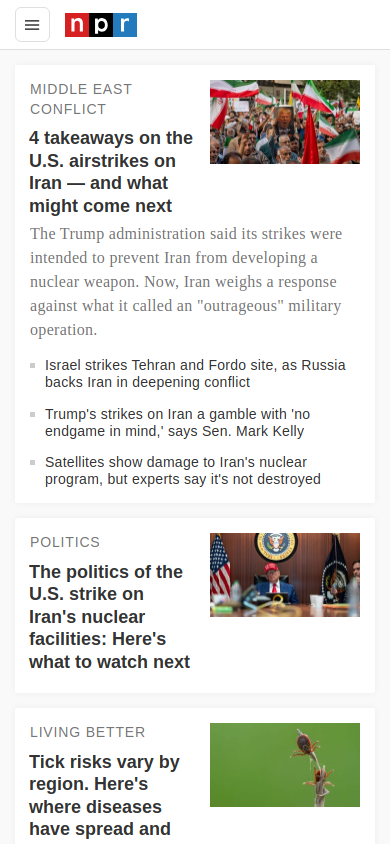 npr
MIDDLE EAST
CONFLICT
4 takeaways on the
U.S. airstrikes on
Iran — and what
might come next
The Trump administration said its strikes were
intended to prevent Iran from developing a
nuclear weapon. Now, Iran weighs a response
against what it called an "outrageous" military
operation.
Israel strikes Tehran and Fordo site, as Russia
backs Iran in deepening conflict
Trump's strikes on Iran a gamble with 'no
endgame in mind,' says Sen. Mark Kelly
Satellites show damage to Iran's nuclear
program, but experts say it's not destroyed
POLITICS
The politics of the
U.S. strike on
Iran's nuclear
facilities: Here's
what to watch next
LIVING BETTER
Tick risks vary by
region. Here's
where diseases
have spread and